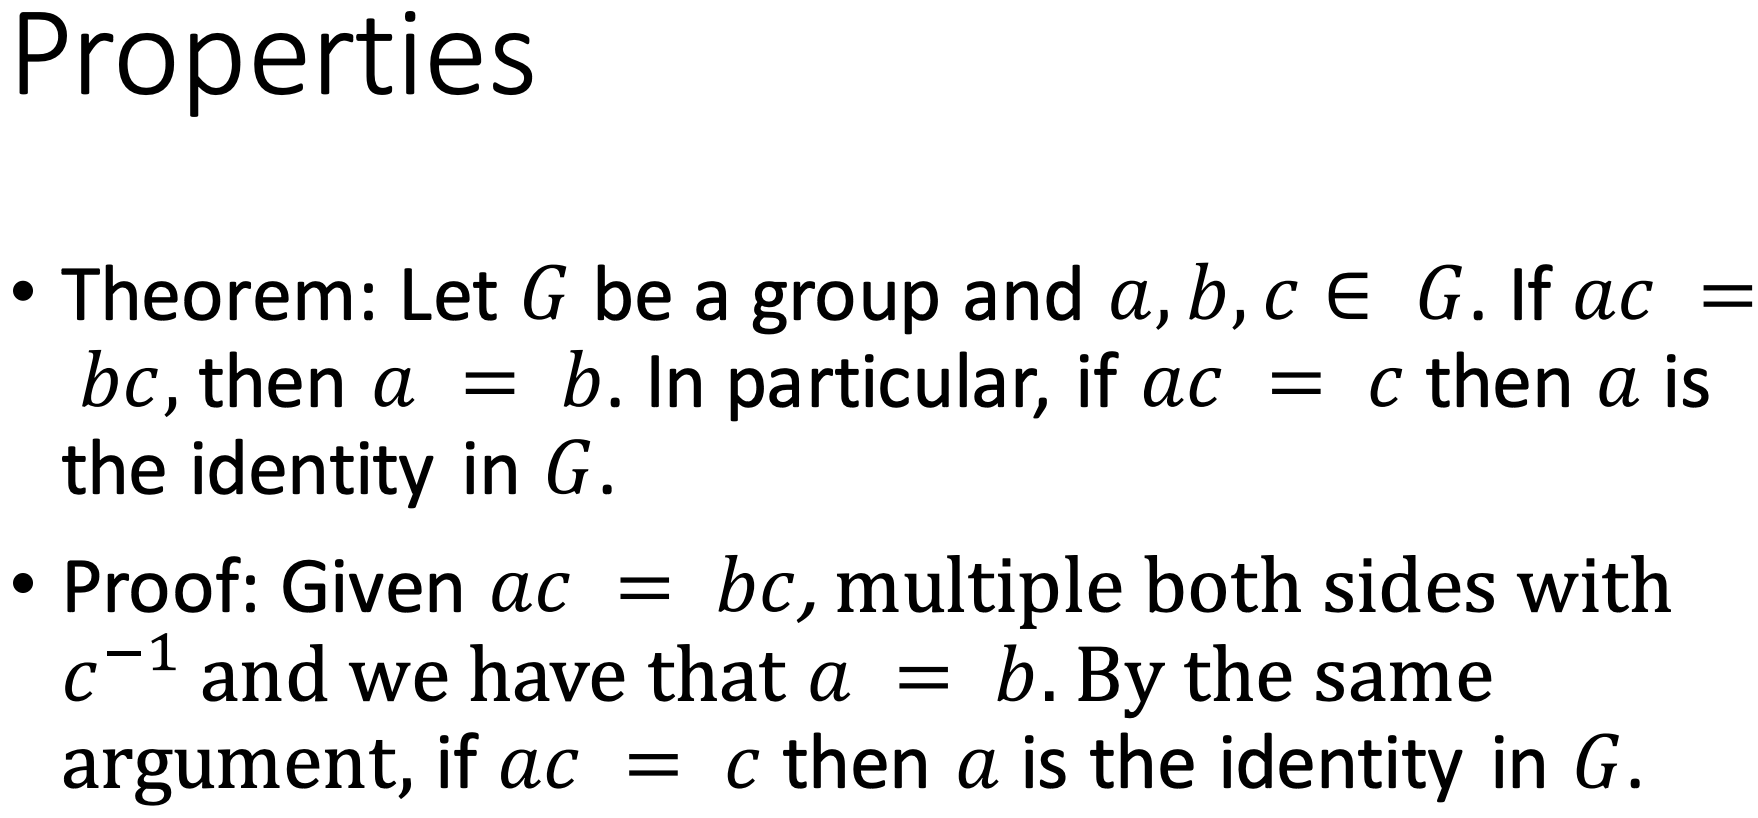 Properties
• Theorem: Let 𝐺 be a group and 𝑎, 𝑏, 𝑐 ∈ 𝐺. If 𝑎𝑐 =
𝑏𝑐, then 𝑎 = 𝑏. In particular, if 𝑎𝑐 = 𝑐 then 𝑎 is
the identity in 𝐺.
• Proof: Given 𝑎𝑐 = 𝑏𝑐, multiple both sides with
𝑐⁻¹ and we have that 𝑎 = 𝑏. By the same
argument, if 𝑎𝑐 = 𝑐 then 𝑎 is the identity in 𝐺.